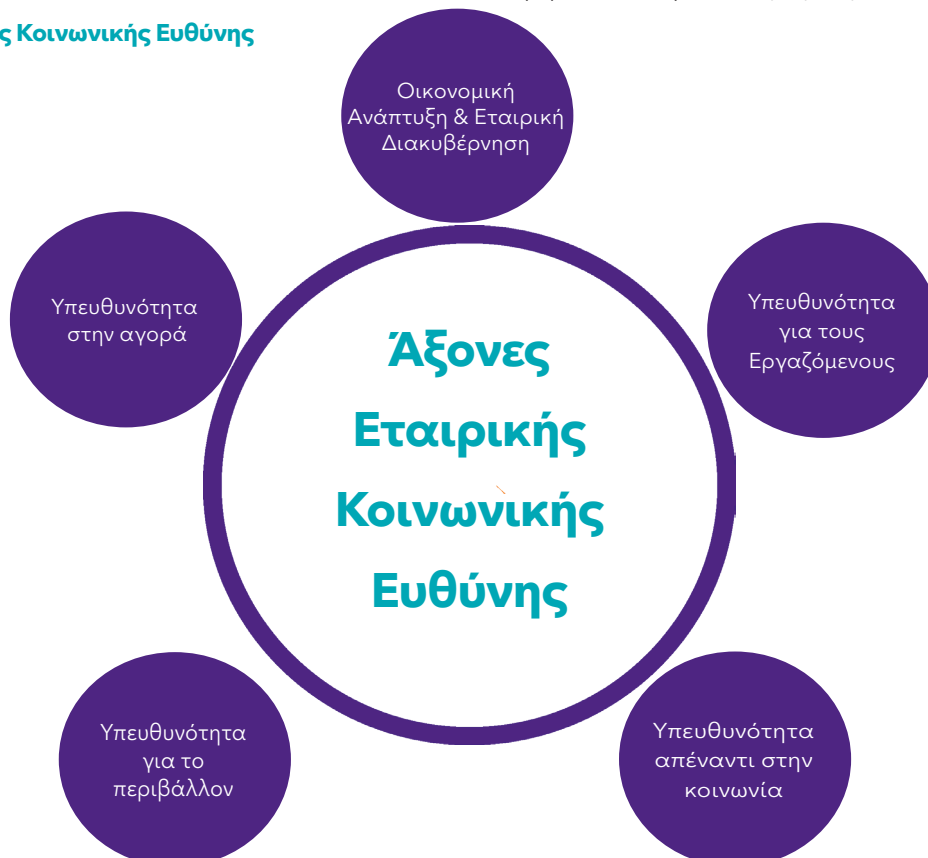 ς Κοινωνικής Ευθύνης
Οικονομική
Ανάπτυξη & Εταιρική
Διακυβέρνηση
Υπευθυνότητα
στην αγορά
Υπευθυνότητα
για τους
Εργαζόμενους
Άξονες
Εταιρικής
Κοινωνικής
Ευθύνης
Υπευθυνότητα
για το
περιβάλλον
Υπευθυνότητα
απέναντι στην
κοινωνία